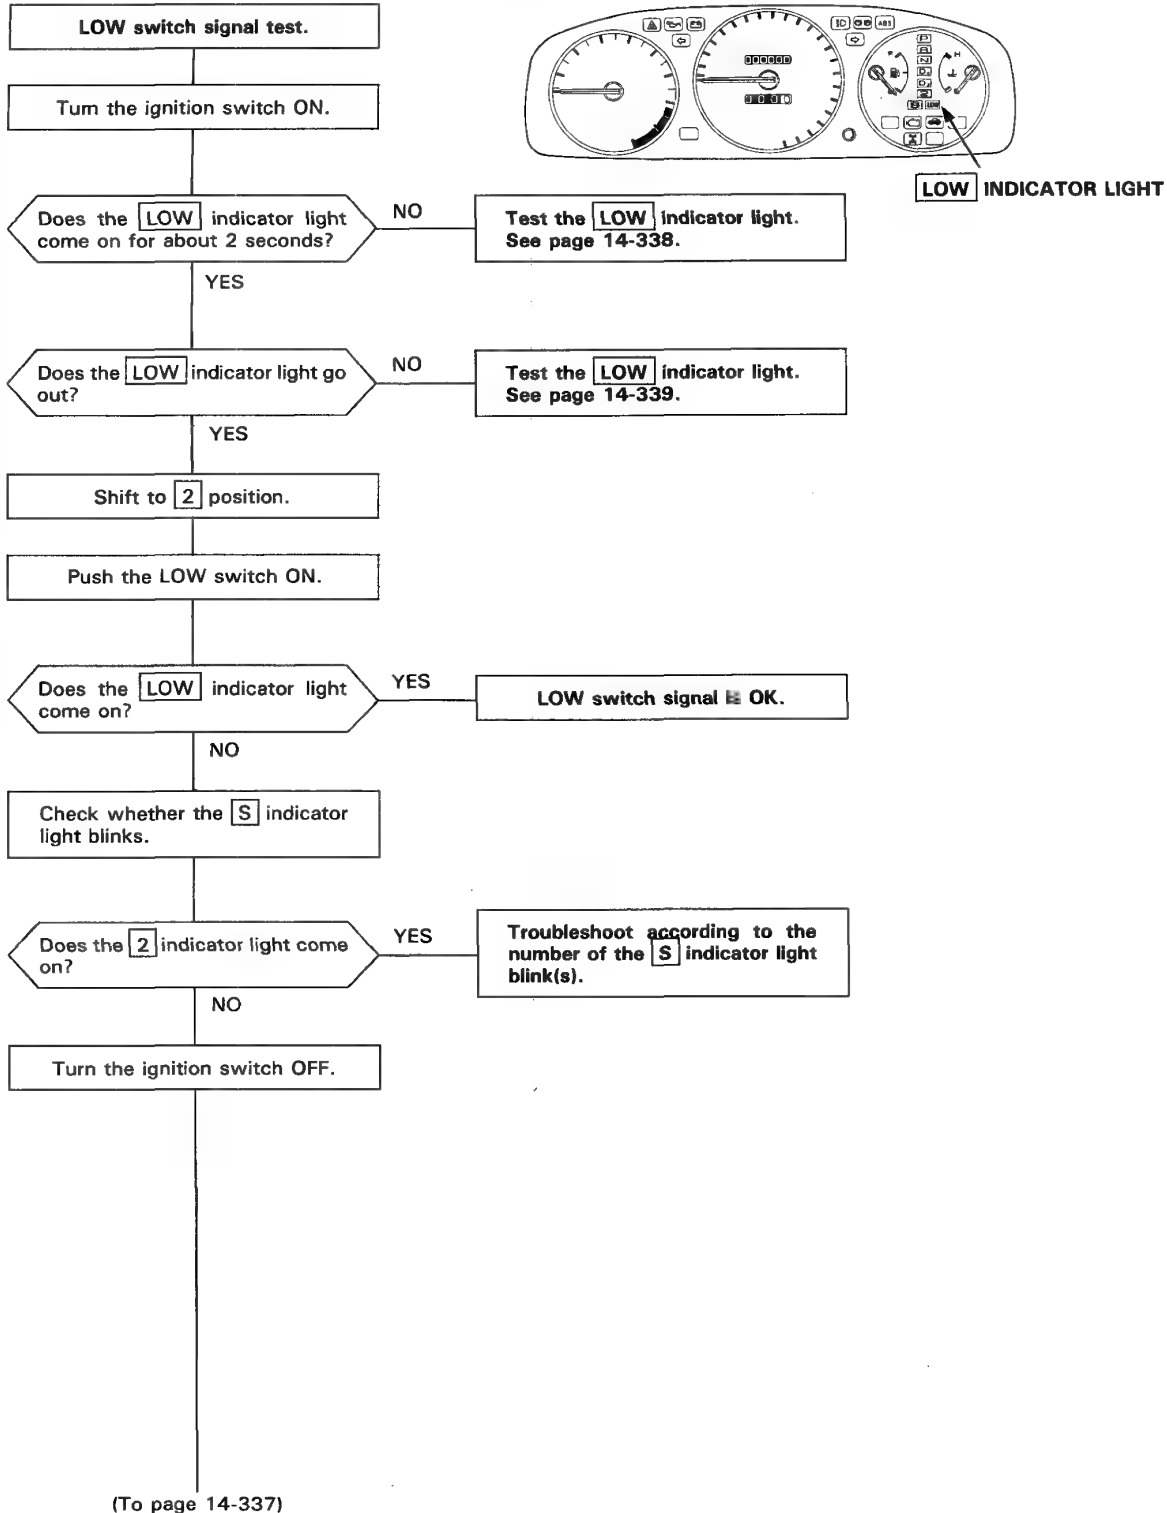 LOW switch signal test.
Turn the ignition switch ON.
LOW INDICATOR LIGHT
Does the LOW indicator light
come on for about 2 seconds?
NO
Test the LOW indicator light.
See page 14-338.
YES
Does the LOW indicator light go
out?
NO
Test the LOW indicator light.
See page 14-339.
YES
Shift to 2 position.
Push the LOW switch ON.
Does the LOW indicator light
come on?
YES
LOW switch signal is OK.
NO
Check whether the S indicator
light blinks.
Does the 2 indicator light come
on?
YES
Troubleshoot according to the
number of the S indicator light
blink(s).
NO
Turn the ignition switch OFF.
(To page 14-337)